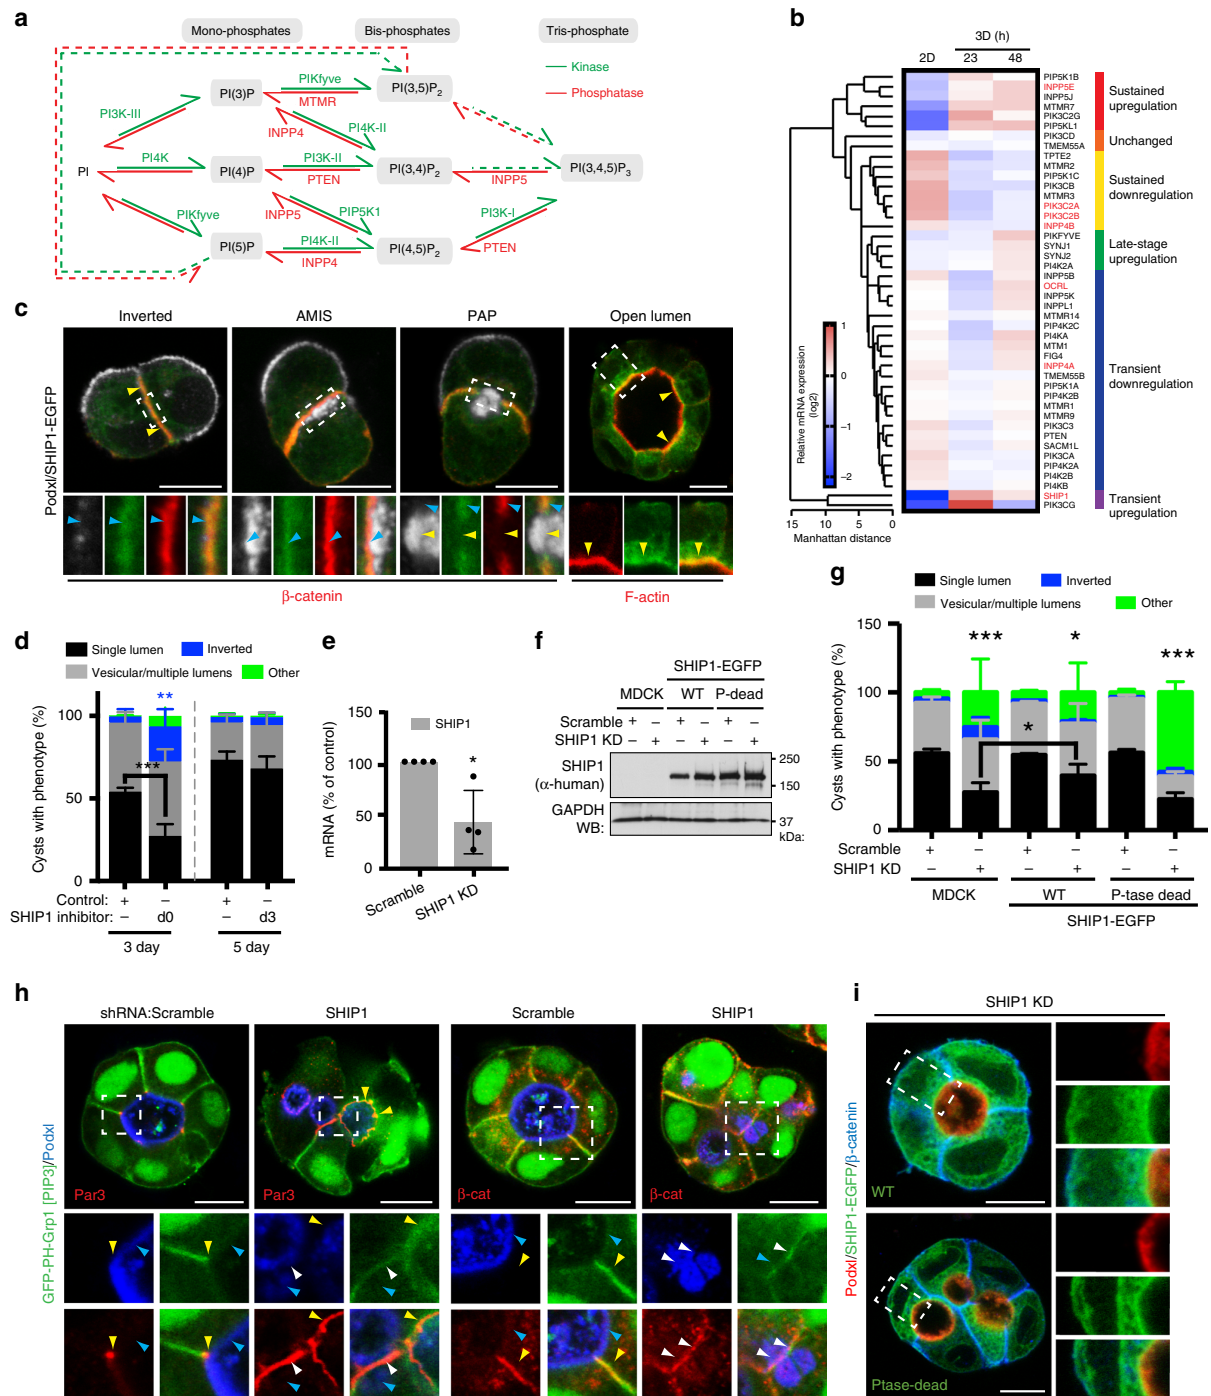 a
Mono-phosphates
Bis-phosphates
Tris-phosphate
Kinase
Phosphatase
PI
PI3K-III
PI4K
PIKfyve
PI(3)P
PI(4)P
PI(5)P
PIKfyve
MTMR
INPP4
PI4K-II
PI3K-II
PTEN
INPP5
PIP5K1
PI4K-II
INPP4
PI(3,5)P2
PI(3,4)P2
PI(4,5)P2
INPP5
PI3K-I
PTEN
PI(3,4,5)P3
b
3D (h)
2D 23 48
PIP5K1B
INPP5E
INPP5J
MTMR7
PIK3C2G
PIP5KL1
PIK3CD
TMEM55A
TPTE2
MTMR2
PIP5K1C
PIK3CB
MTMR3
PIK3C2A
PIK3C2B
INPP4B
PIKFYVE
SYNJ1
SYNJ2
PI4K2A
INPP5B
OCRL
INPP5K
INPPL1
MTMR14
PIP4K2C
PI4KA
MTM1
FIG4
INPP4A
TMEM55B
PIP5K1A
PIP4K2B
MTMR1
MTMR9
PIK3C3
PTEN
SACM1L
PIK3CA
PIP4K2A
PI4K2B
PI4KB
SHIP1
PIK3CG
Sustained
upregulation
Unchanged
Sustained
downregulation
Late-stage
upregulation
Transient
downregulation
Transient
upregulation
Relative mRNA expression
(log2)
1
0
−1
−2
15 10 5 0
Manhattan distance
c
Inverted
AMIS
PAP
Open lumen
Podxl/SHIP1-EGFP
β-catenin
F-actin
d
Single lumen
Inverted
Vesicular/multiple lumens
Other
Cysts with phenotype (%)
100
50
0
**
***
Control: + − + −
SHIP1 inhibitor: − d0 − d3
3 day
5 day
e
mRNA (% of control)
150
100
50
0
SHIP1
*
Scramble
SHIP1 KD
f
SHIP1-EGFP
MDCK WT P-dead
Scramble + − + − + −
SHIP1 KD − + − + − +
SHIP1
(α-human)
GAPDH
WB:
250
150
37
kDa:
g
Single lumen
Inverted
Vesicular/multiple lumens
Other
Cysts with phenotype (%)
150
100
50
0
***
*
*
***
Scramble + − + − + −
SHIP1 KD − + − + − +
MDCK
WT
P-tase dead
SHIP1-EGFP
h
shRNA:Scramble
SHIP1
Scramble
SHIP1
GFP-PH-Grp1 [PIP3]/Podxl
Par3
Par3
β-cat
β-cat
i
SHIP1 KD
Podxl/SHIP1-EGFP/β-catenin
WT
Ptase-dead